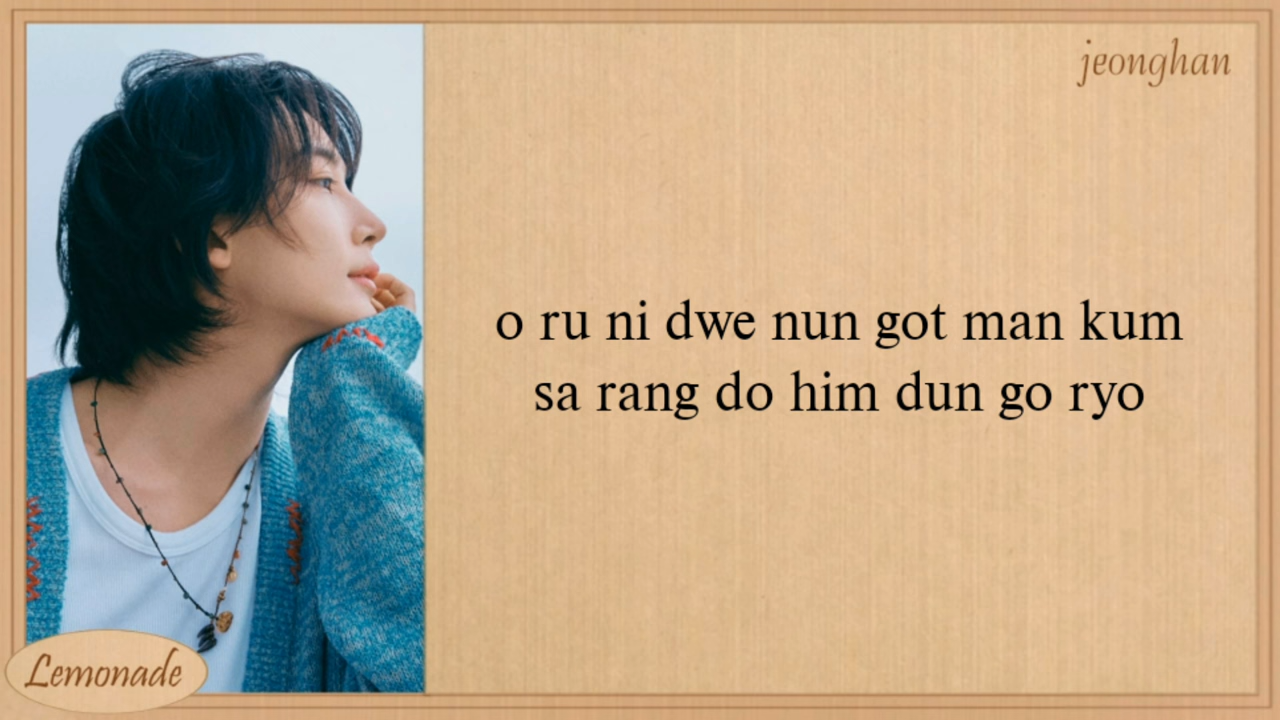 jeonghan
o ru ni dwe nun got man kum
sa rang do him dun go ryo
Lemonade